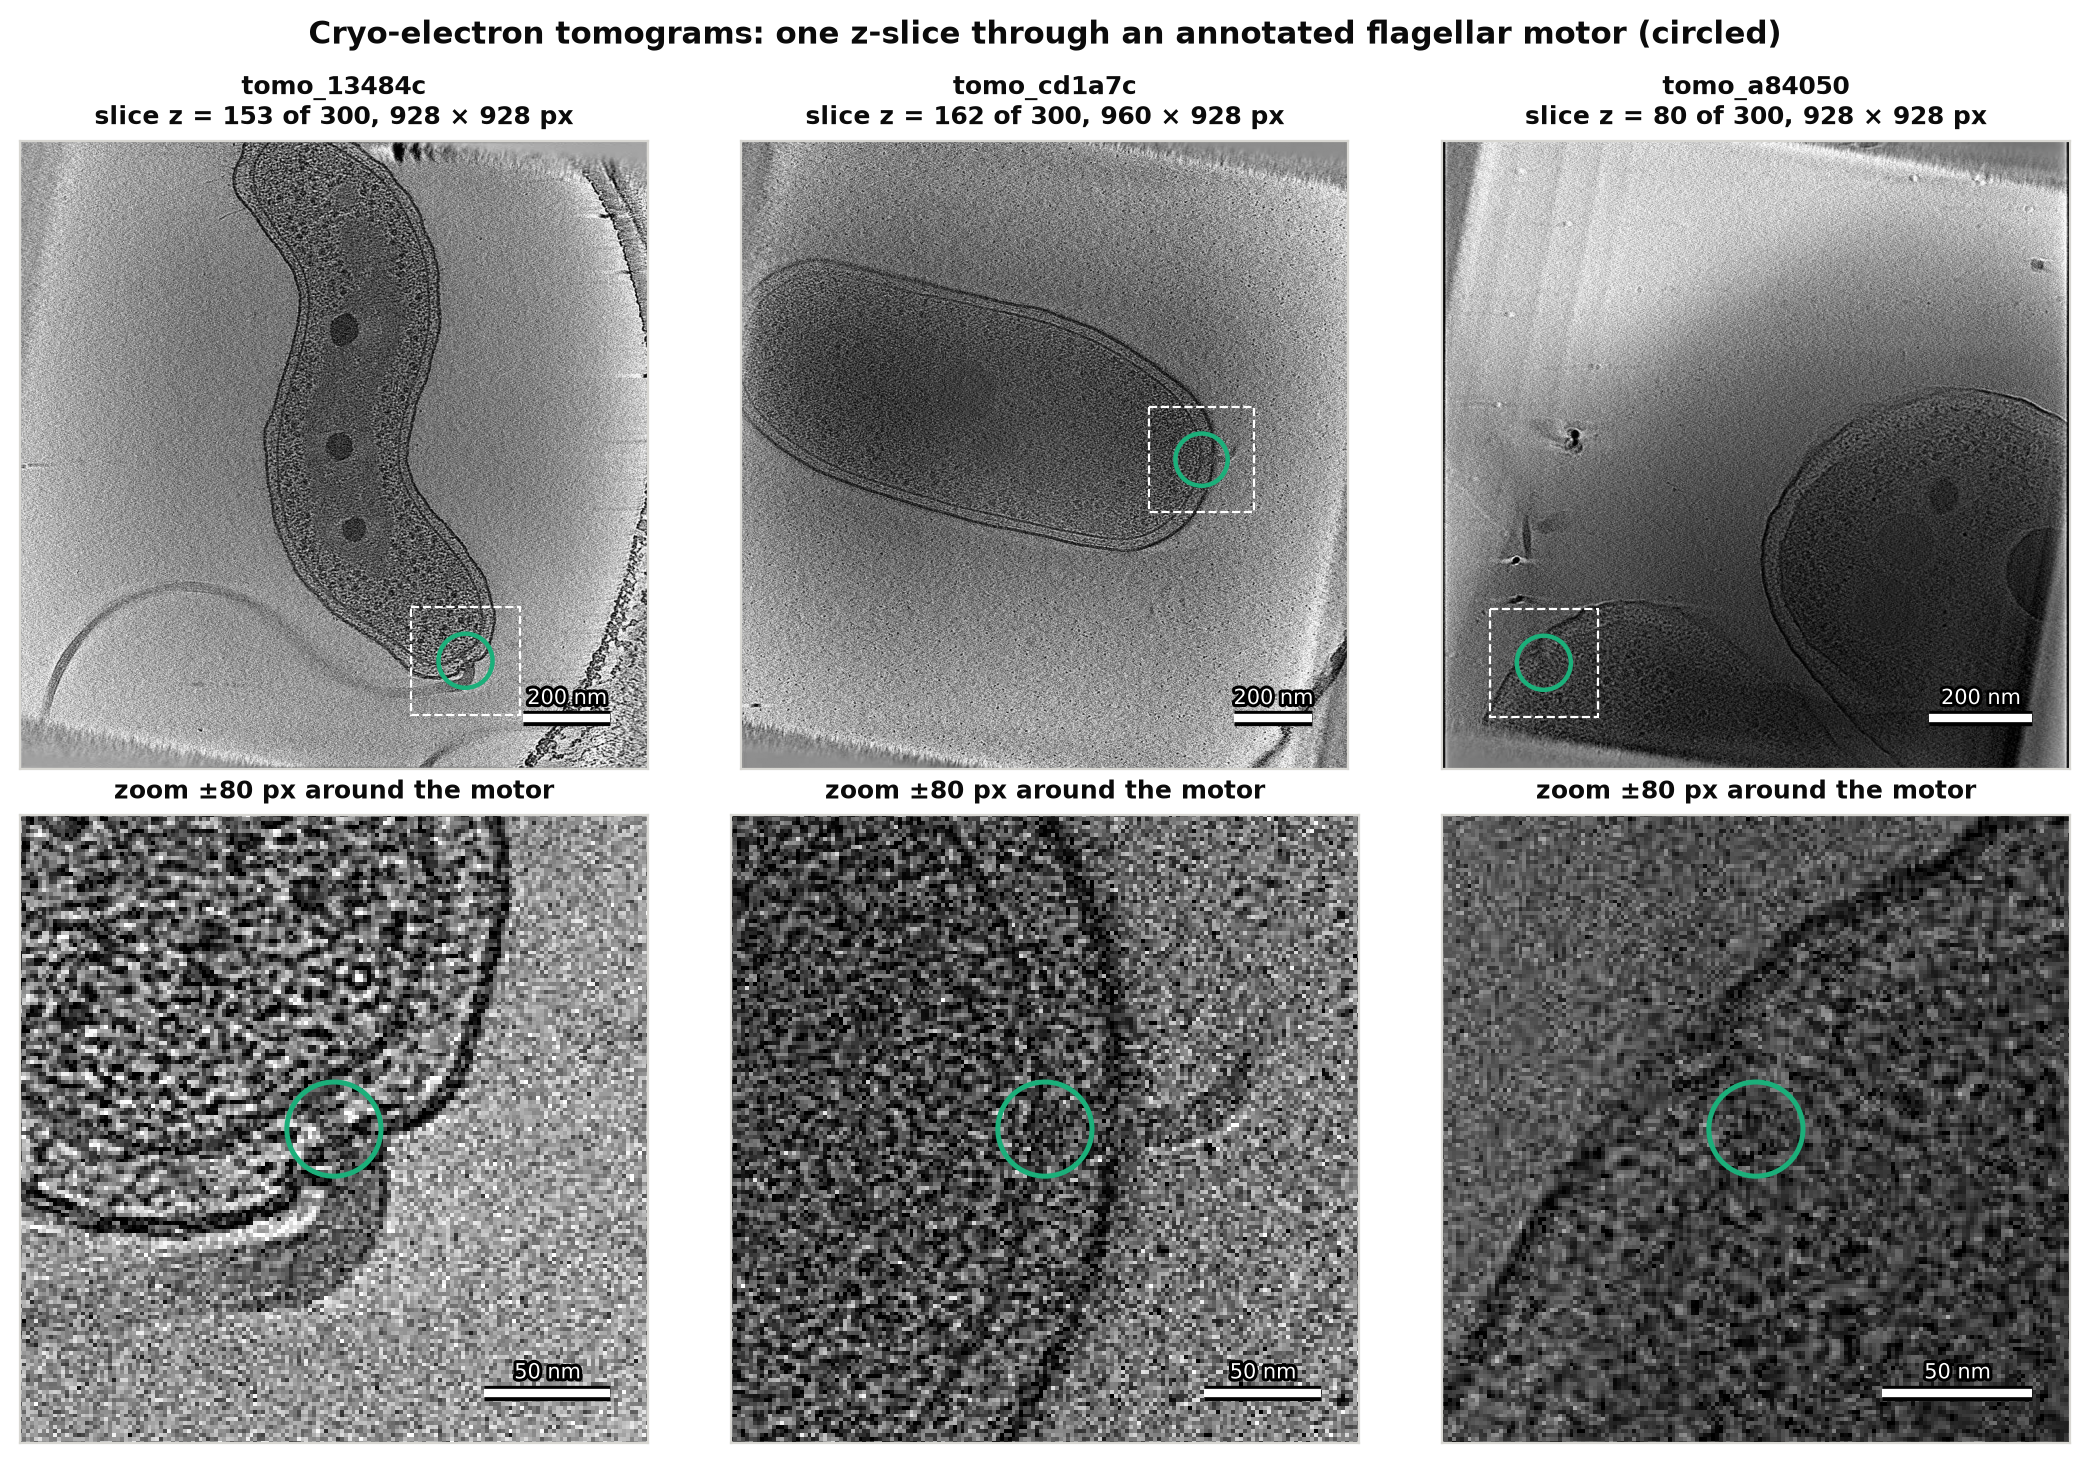 Cryo-electron tomograms: one z-slice through an annotated flagellar motor (circled)
tomo_13484c
slice z = 153 of 300, 928 × 928 px
tomo_cd1a7c
slice z = 162 of 300, 960 × 928 px
tomo_a84050
slice z = 80 of 300, 928 × 928 px
200 nm
200 nm
200 nm
zoom ±80 px around the motor
zoom ±80 px around the motor
zoom ±80 px around the motor
50 nm
50 nm
50 nm